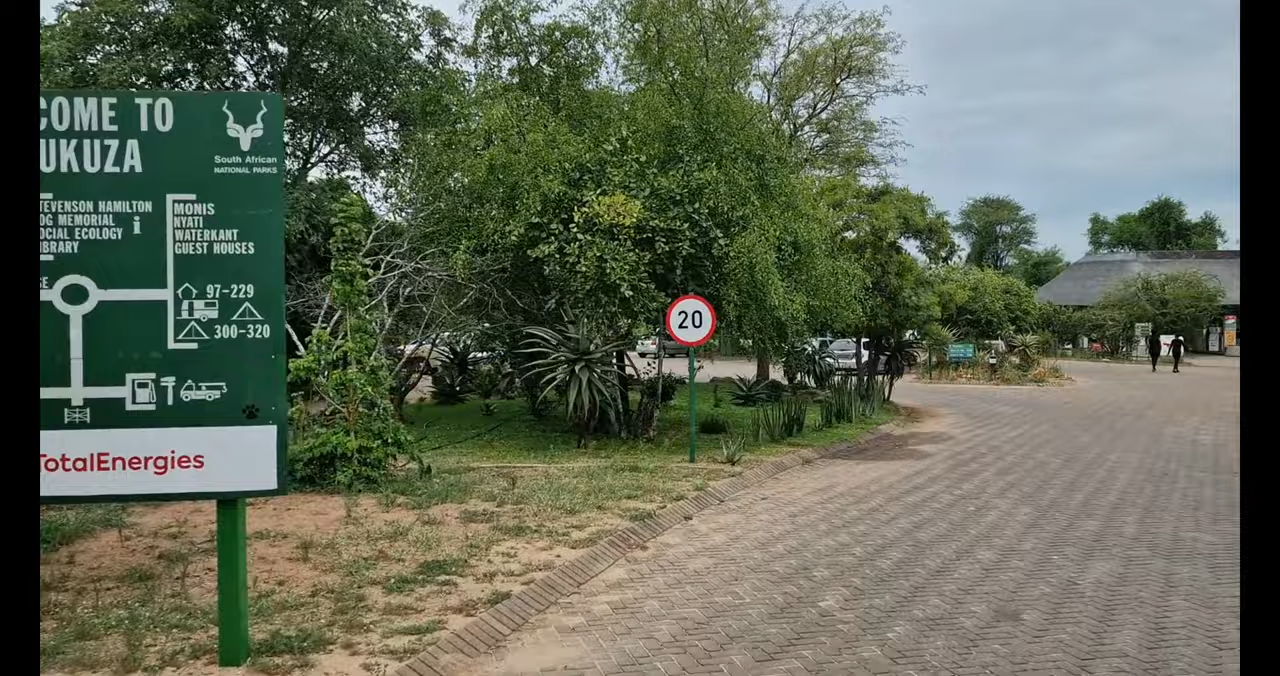 COME TO
UKUZA
South African
NATIONAL PARKS
TEVENSON HAMILTON
OG MEMORIAL
OCIAL ECOLOGY
IBRARY
i
MONIS
NYATI
WATERKANT
GUEST HOUSES
SE
97-229
300-320
TotalEnergies
20